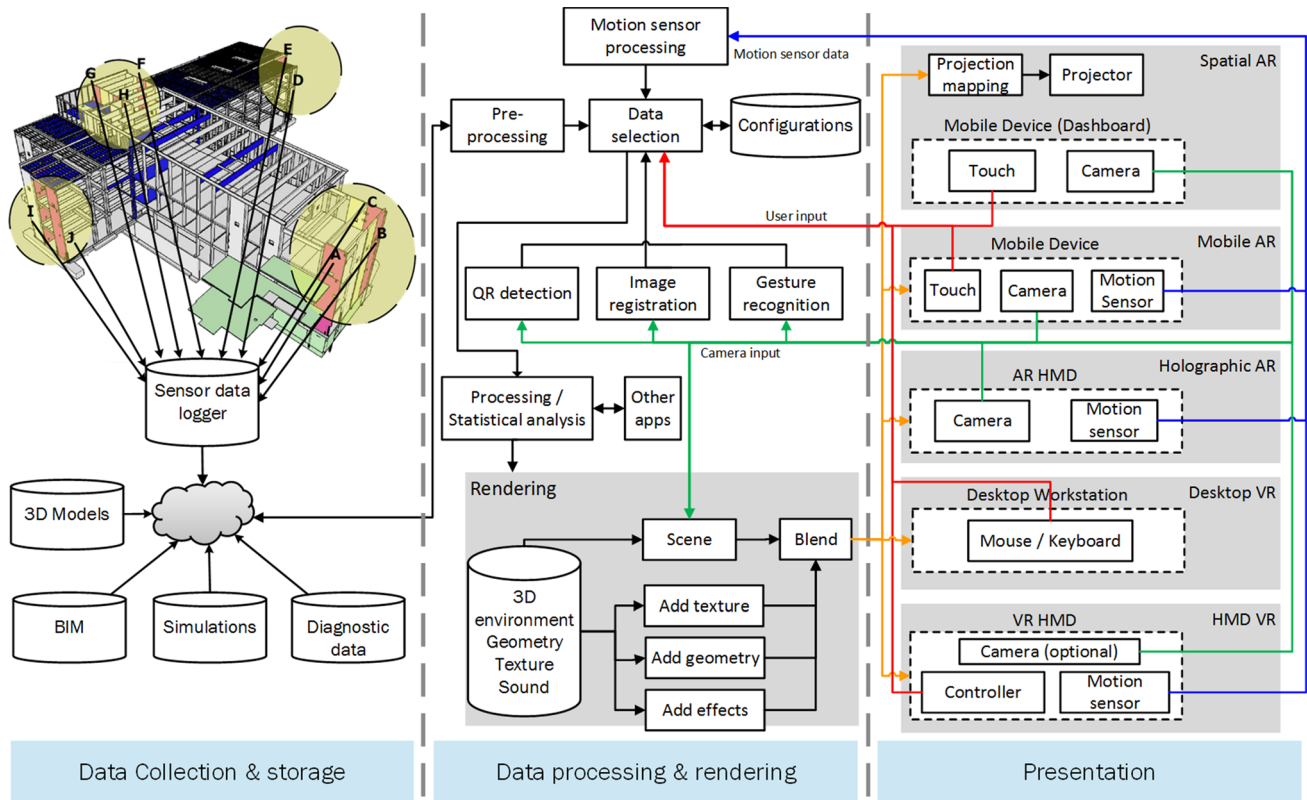 G
F
E
H
D
I
J
C
B
A
Sensor data
logger
3D Models
BIM
Simulations
Diagnostic
data
Data Collection & storage
Motion sensor
processing
Motion sensor data
Pre-
processing
Data
selection
Configurations
User input
QR detection
Image
registration
Gesture
recognition
Camera input
Processing /
Statistical analysis
Other
apps
Rendering
Scene
Blend
3D
environment
Geometry
Texture
Sound
Add texture
Add geometry
Add effects
Data processing & rendering
Spatial AR
Projection
mapping
Projector
Mobile Device (Dashboard)
Touch
Camera
Mobile AR
Mobile Device
Touch
Camera
Motion
Sensor
Holographic AR
AR HMD
Camera
Motion
sensor
Desktop VR
Desktop Workstation
Mouse / Keyboard
HMD VR
VR HMD
Camera (optional)
Controller
Motion
sensor
Presentation